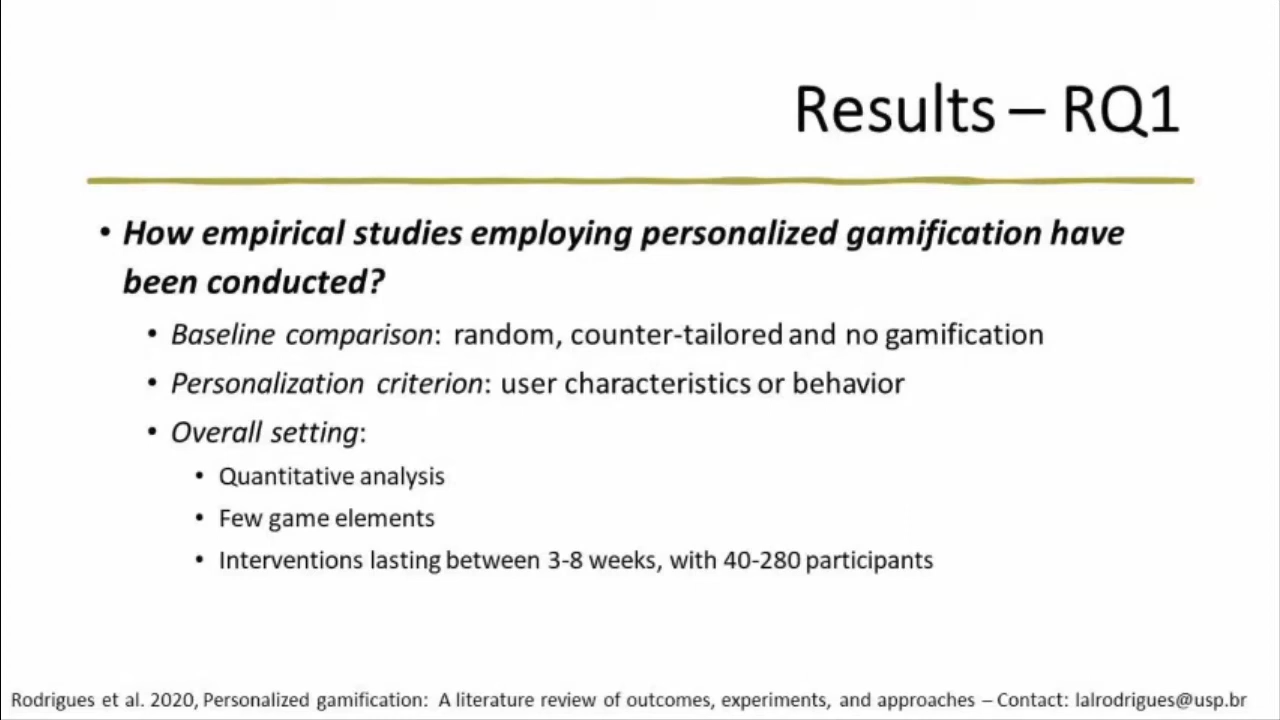 Results – RQ1
• How empirical studies employing personalized gamification have
been conducted?
• Baseline comparison: random, counter-tailored and no gamification
• Personalization criterion: user characteristics or behavior
• Overall setting:
• Quantitative analysis
• Few game elements
• Interventions lasting between 3-8 weeks, with 40-280 participants
Rodrigues et al. 2020, Personalized gamification: A literature review of outcomes, experiments, and approaches – Contact: lalrodrigues@usp.br